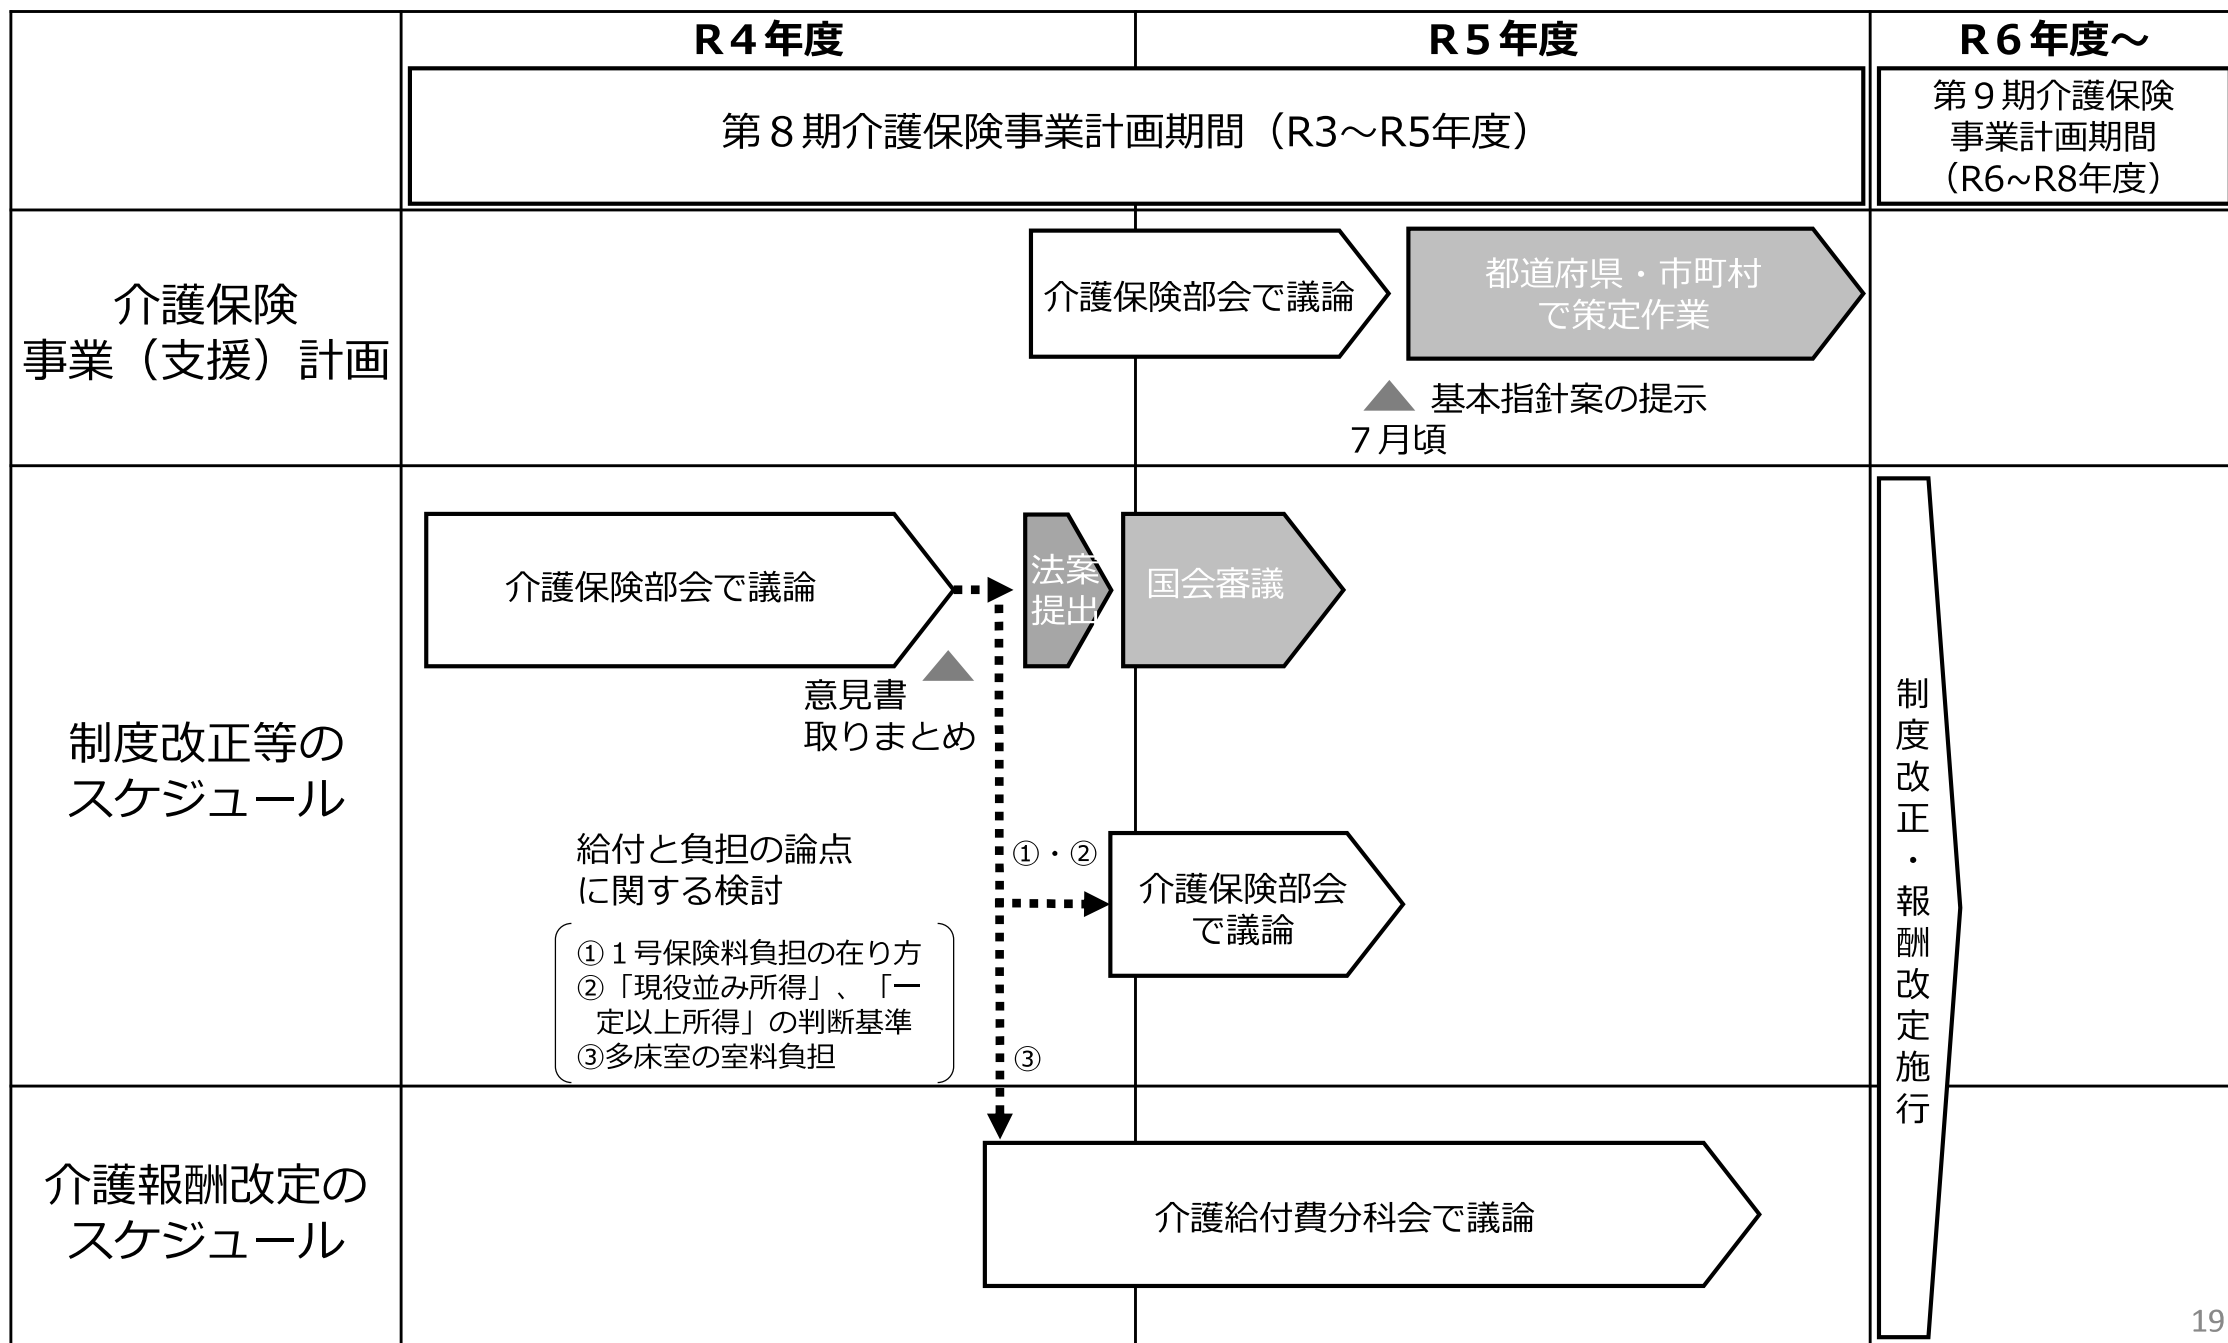 R４年度
R５年度
R６年度～
第８期介護保険事業計画期間（R3～R5年度）
第９期介護保険
事業計画期間
（R6~R8年度）
介護保険
事業（支援）計画
介護保険部会で議論
都道府県・市町村
で策定作業
基本指針案の提示
７月頃
制度改正等の
スケジュール
介護保険部会で議論
法案
提出
国会審議
意見書
取りまとめ
給付と負担の論点
に関する検討
①１号保険料負担の在り方
②「現役並み所得」、「一
定以上所得」の判断基準
③多床室の室料負担
①・②
介護保険部会
で議論
③
制度改正・報酬改定施行
介護報酬改定の
スケジュール
介護給付費分科会で議論
19